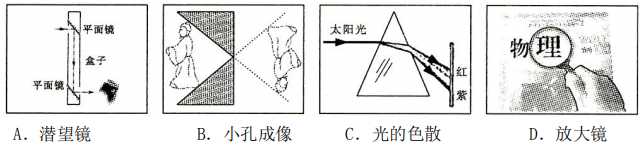 平面镜
盒子
平面镜
太阳光
红
紫
物理
A. 潜望镜
B. 小孔成像
C. 光的色散
D. 放大镜